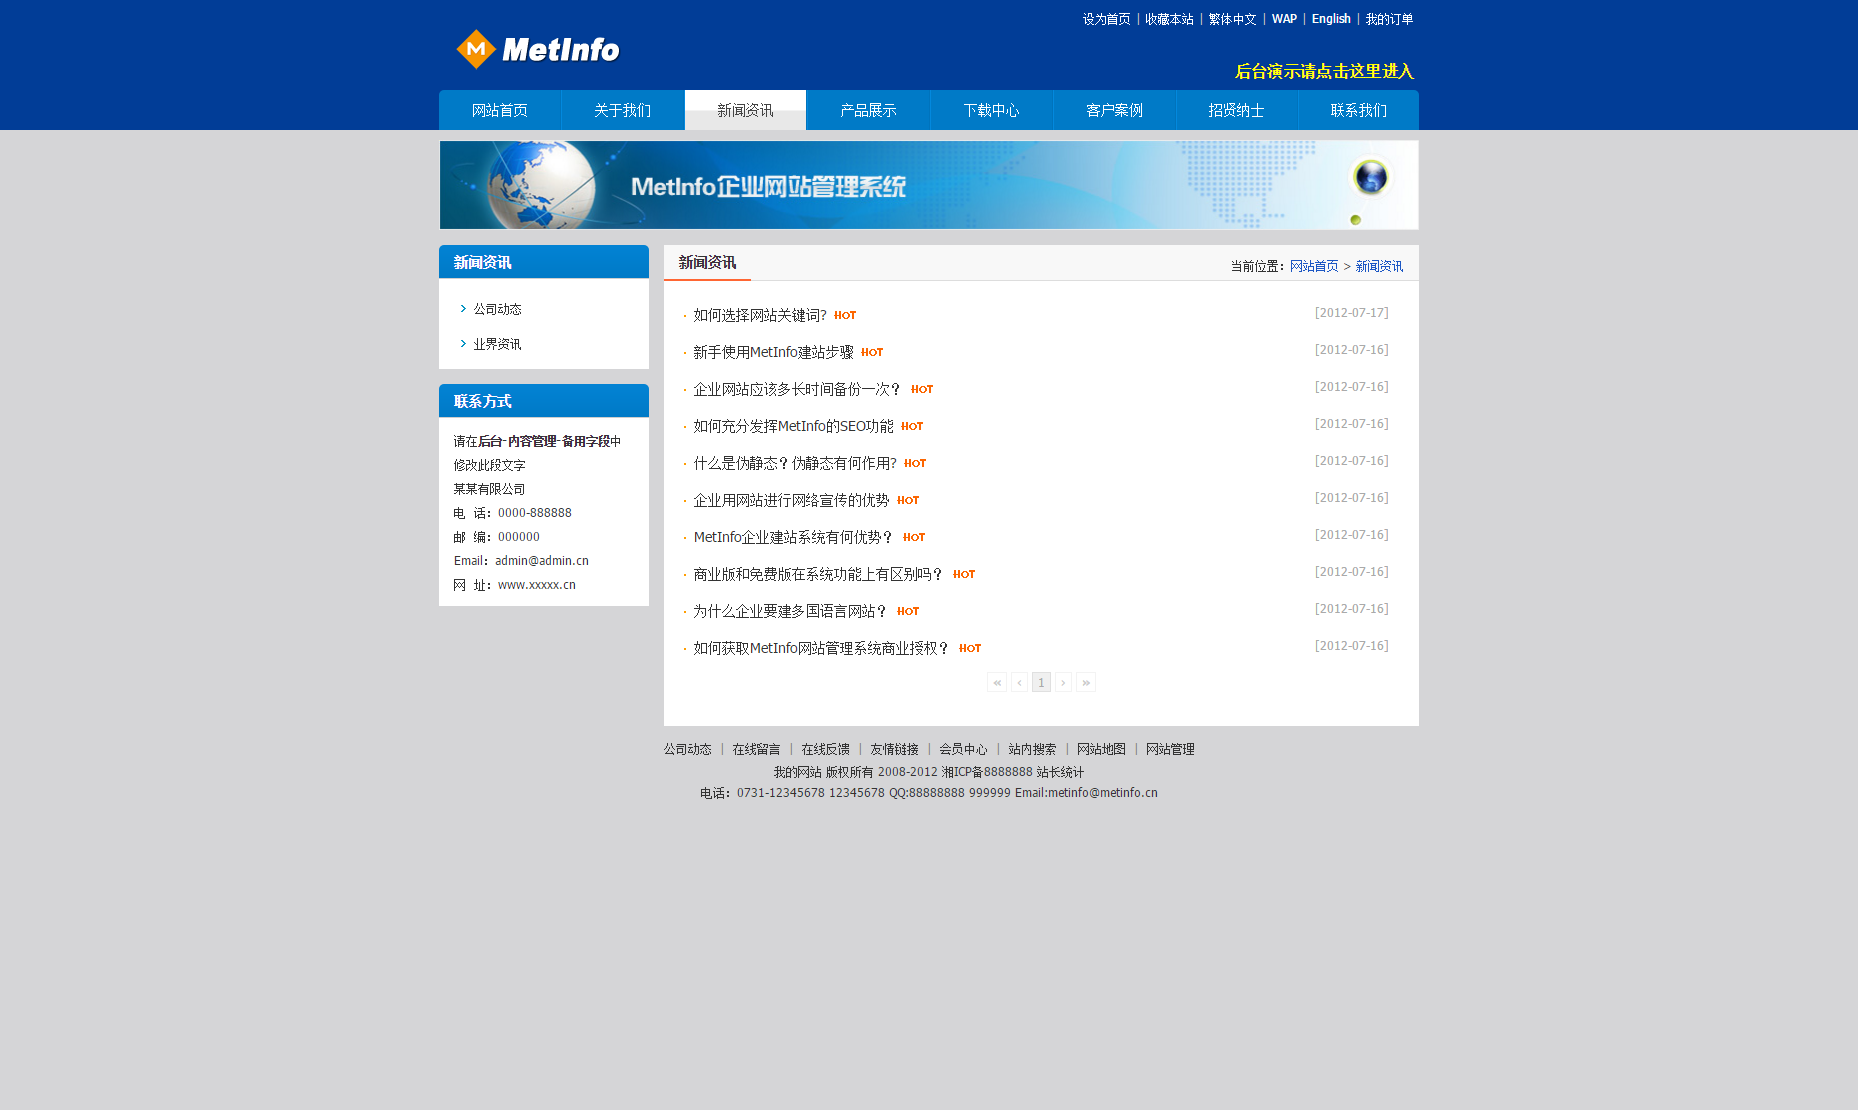 设为首页 | 收藏本站 | 繁体中文 | WAP | English | 我的订单
MetInfo
后台演示请点击这里进入
网站首页 关于我们 新闻资讯 产品展示 下载中心 客户案例 招贤纳士 联系我们
MetInfo企业网站管理系统
新闻资讯
公司动态
业界资讯
联系方式
请在后台-内容管理-备用字段中
修改此段文字
某某有限公司
电 话：0000-888888
邮 编：000000
Email：admin@admin.cn
网 址：www.xxxxx.cn
新闻资讯 当前位置：网站首页 > 新闻资讯
· 如何选择网站关键词? HOT [2012-07-17]
· 新手使用MetInfo建站步骤 HOT [2012-07-16]
· 企业网站应该多长时间备份一次？ HOT [2012-07-16]
· 如何充分发挥MetInfo的SEO功能 HOT [2012-07-16]
· 什么是伪静态？伪静态有何作用? HOT [2012-07-16]
· 企业用网站进行网络宣传的优势 HOT [2012-07-16]
· MetInfo企业建站系统有何优势？ HOT [2012-07-16]
· 商业版和免费版在系统功能上有区别吗？ HOT [2012-07-16]
· 为什么企业要建多国语言网站？ HOT [2012-07-16]
· 如何获取MetInfo网站管理系统商业授权？ HOT [2012-07-16]
« ‹ 1 › »
公司动态 | 在线留言 | 在线反馈 | 友情链接 | 会员中心 | 站内搜索 | 网站地图 | 网站管理
我的网站 版权所有 2008-2012 湘ICP备8888888 站长统计
电话：0731-12345678 12345678 QQ:88888888 999999 Email:metinfo@metinfo.cn